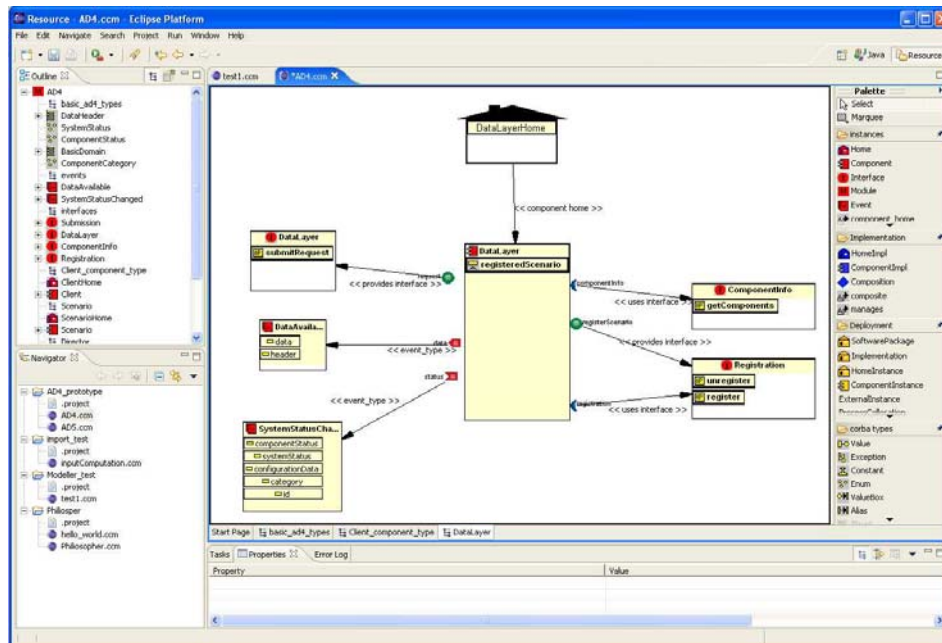 Resource - AD4.ccm - Eclipse Platform
File Edit Navigate Search Project Run Window Help
Java
Resource
Outline
AD4
basic_ad4_types
DataHeader
SystemStatus
ComponentStatus
BasicDomain
ComponentCategory
events
DataAvailable
SystemStatusChanged
interfaces
Submission
DataLayer
ComponentInfo
Registration
Client_component_type
ClientHome
Client
Scenario
ScenarioHome
Scenario
Director
Navigator
AD4_prototype
.project
AD4.ccm
AD5.ccm
import_test
.project
inputComputation.ccm
Modeller_test
.project
test1.ccm
Philosper
.project
hello_world.ccm
Philosopher.ccm
test1.ccm
*AD4.ccm
DataLayerHome
<< component home >>
DataLayer
submitRequest
<< provides interface >>
DataLayer
registeredScenario
componentInfo
<< uses interface >>
ComponentInfo
getComponents
registerScenario
<< provides interface >>
DataAvaila...
data
header
data
<< event_type >>
status
<< event_type >>
Registration
unregister
register
registration
<< uses interface >>
SystemStatusCha...
componentStatus
systemStatus
configurationData
category
id
Start Page
basic_ad4_types
Client_component_type
DataLayer
Palette
Select
Marquee
instances
Home
Component
Interface
Module
Event
component_home
Implementation
HomeImpl
ComponentImpl
Composition
composite
manages
Deployment
SoftwarePackage
Implementation
HomeInstance
ComponentInstance
ExternalInstance
corba types
Value
Exception
Constant
Enum
ValueBox
Alias
Tasks
Properties
Error Log
Property
Value